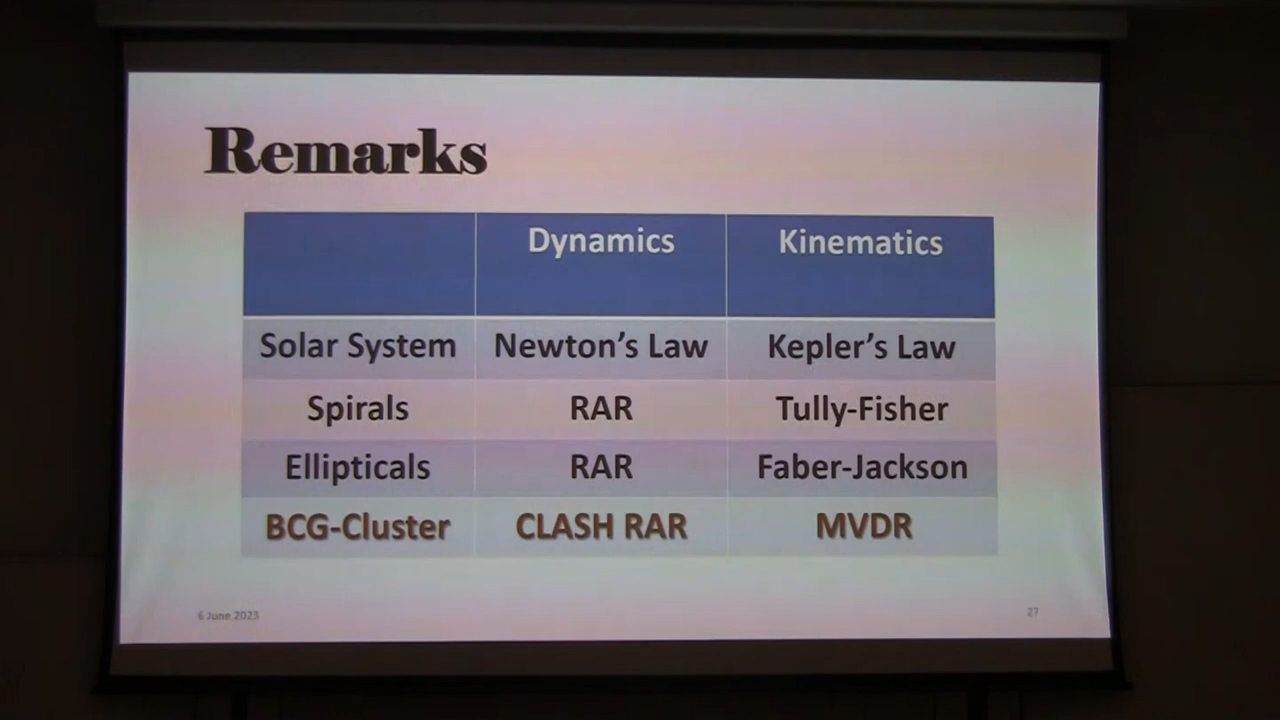 Remarks
Dynamics Kinematics
Solar System Newton's Law Kepler's Law
Spirals RAR Tully-Fisher
Ellipticals RAR Faber-Jackson
BCG-Cluster CLASH RAR MVDR
6 June 2023 27